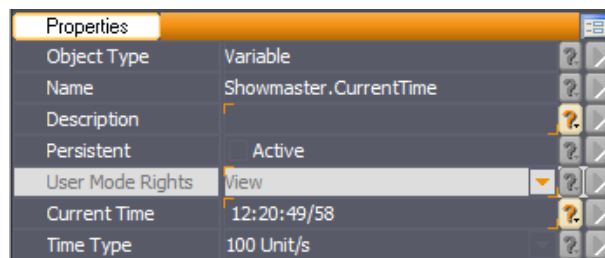 Properties
Object Type Variable
Name Showmaster.CurrentTime
Description
Persistent Active
User Mode Rights View
Current Time 12:20:49/58
Time Type 100 Unit/s